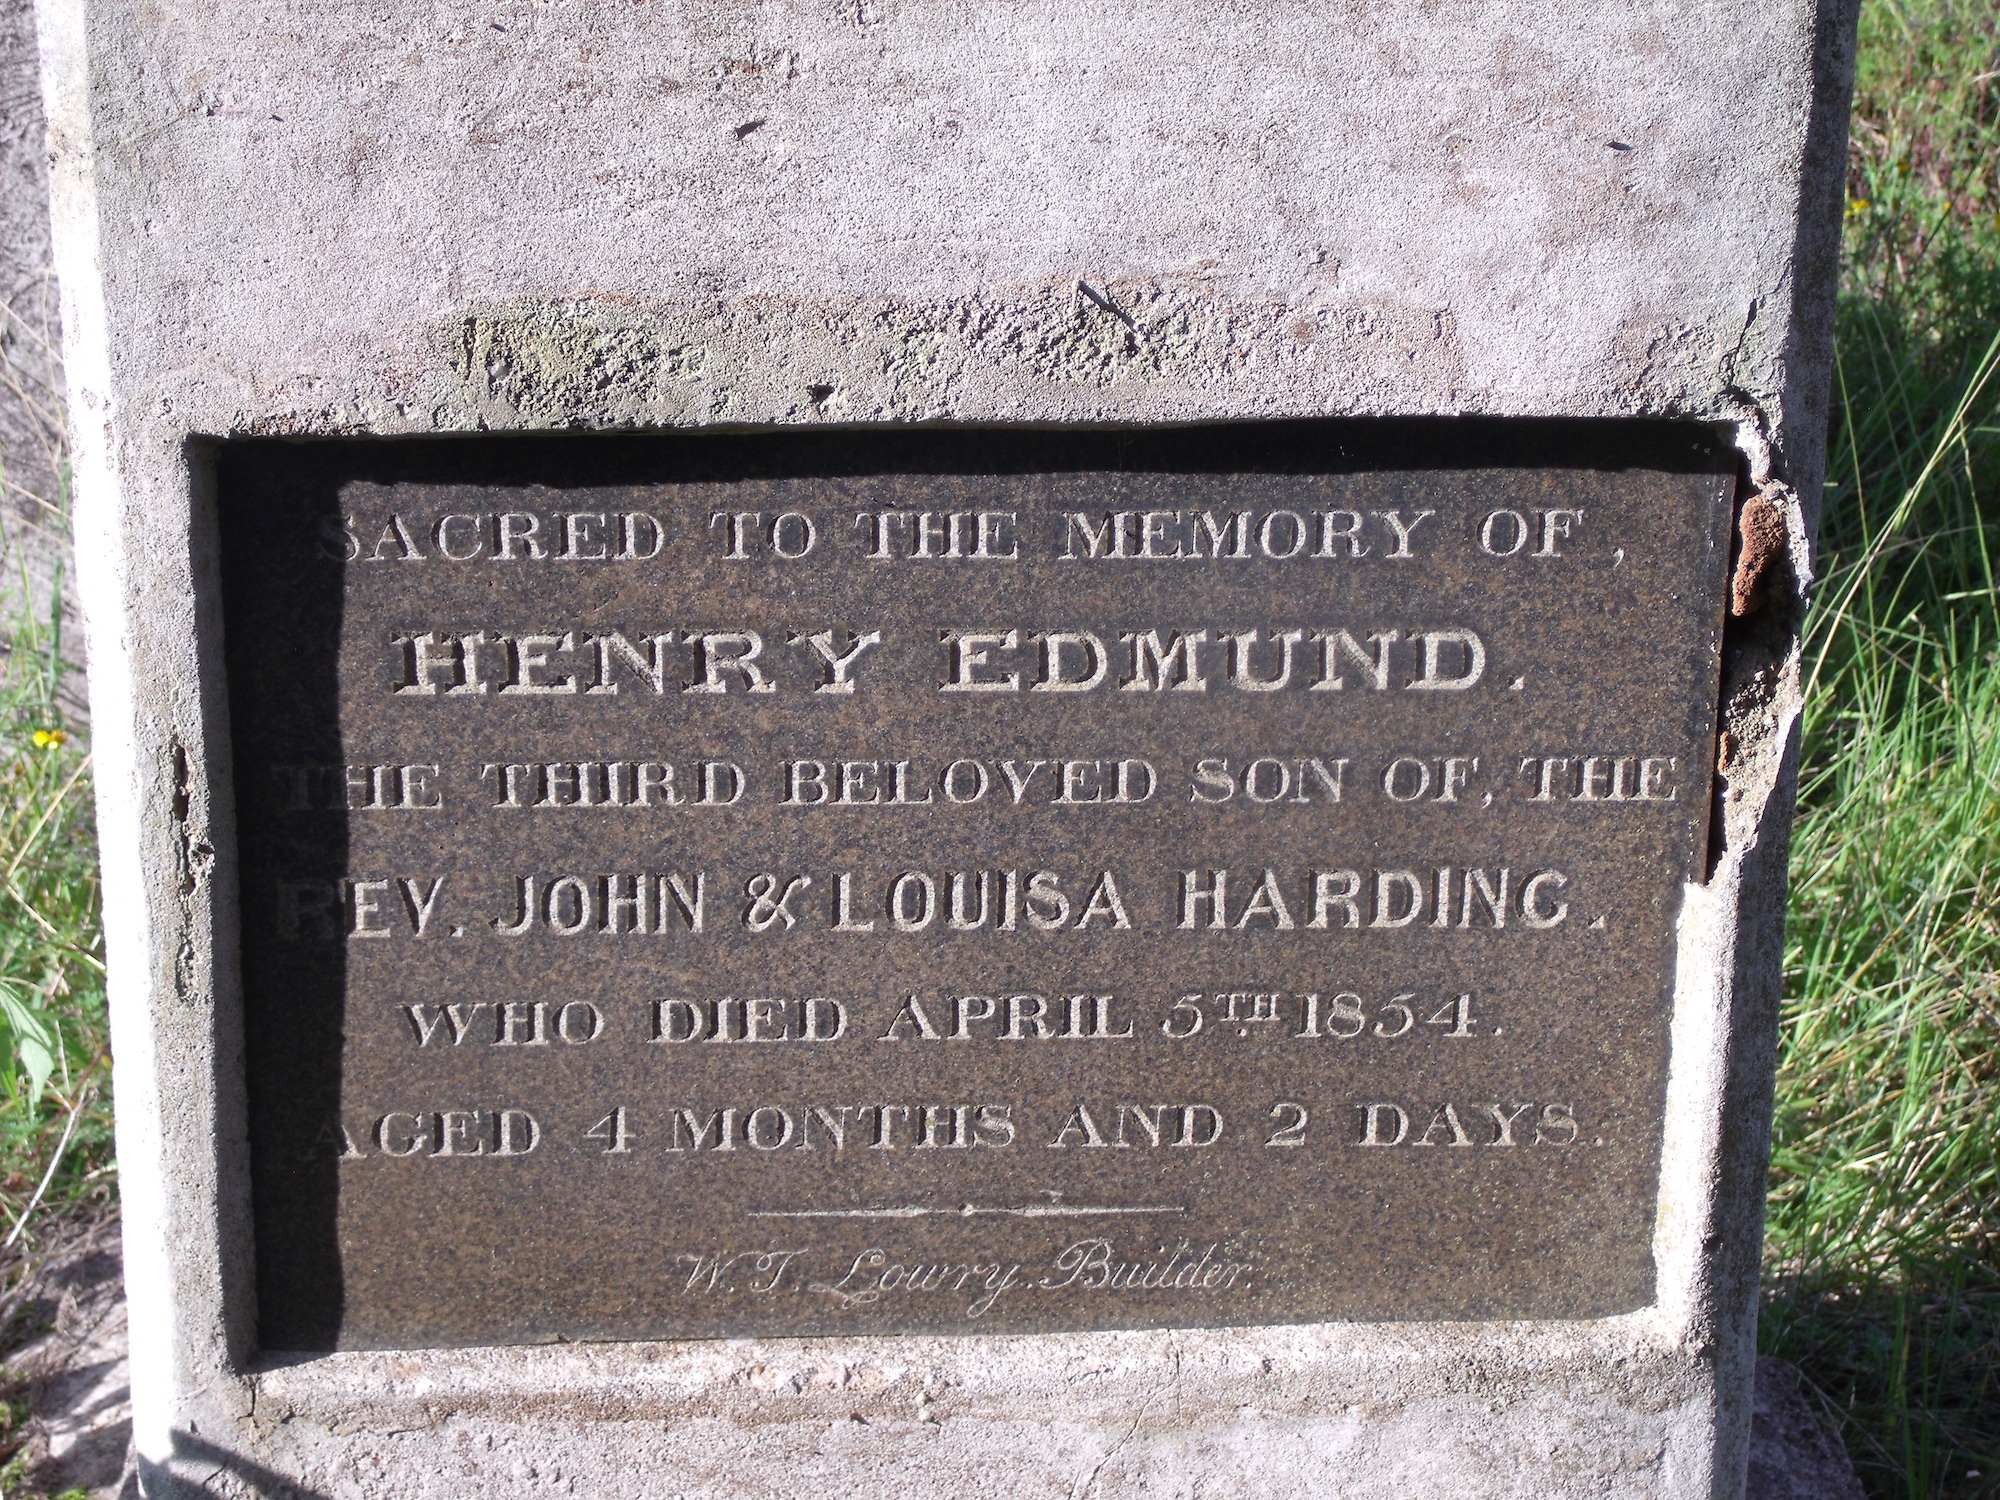 SACRED TO THE MEMORY OF,
HENRY EDMUND.
THE THIRD BELOVED SON OF, THE
REV. JOHN & LOUISA HARDING.
WHO DIED APRIL 5TH 1854.
AGED 4 MONTHS AND 2 DAYS.
W.T. Lowry. Builder.